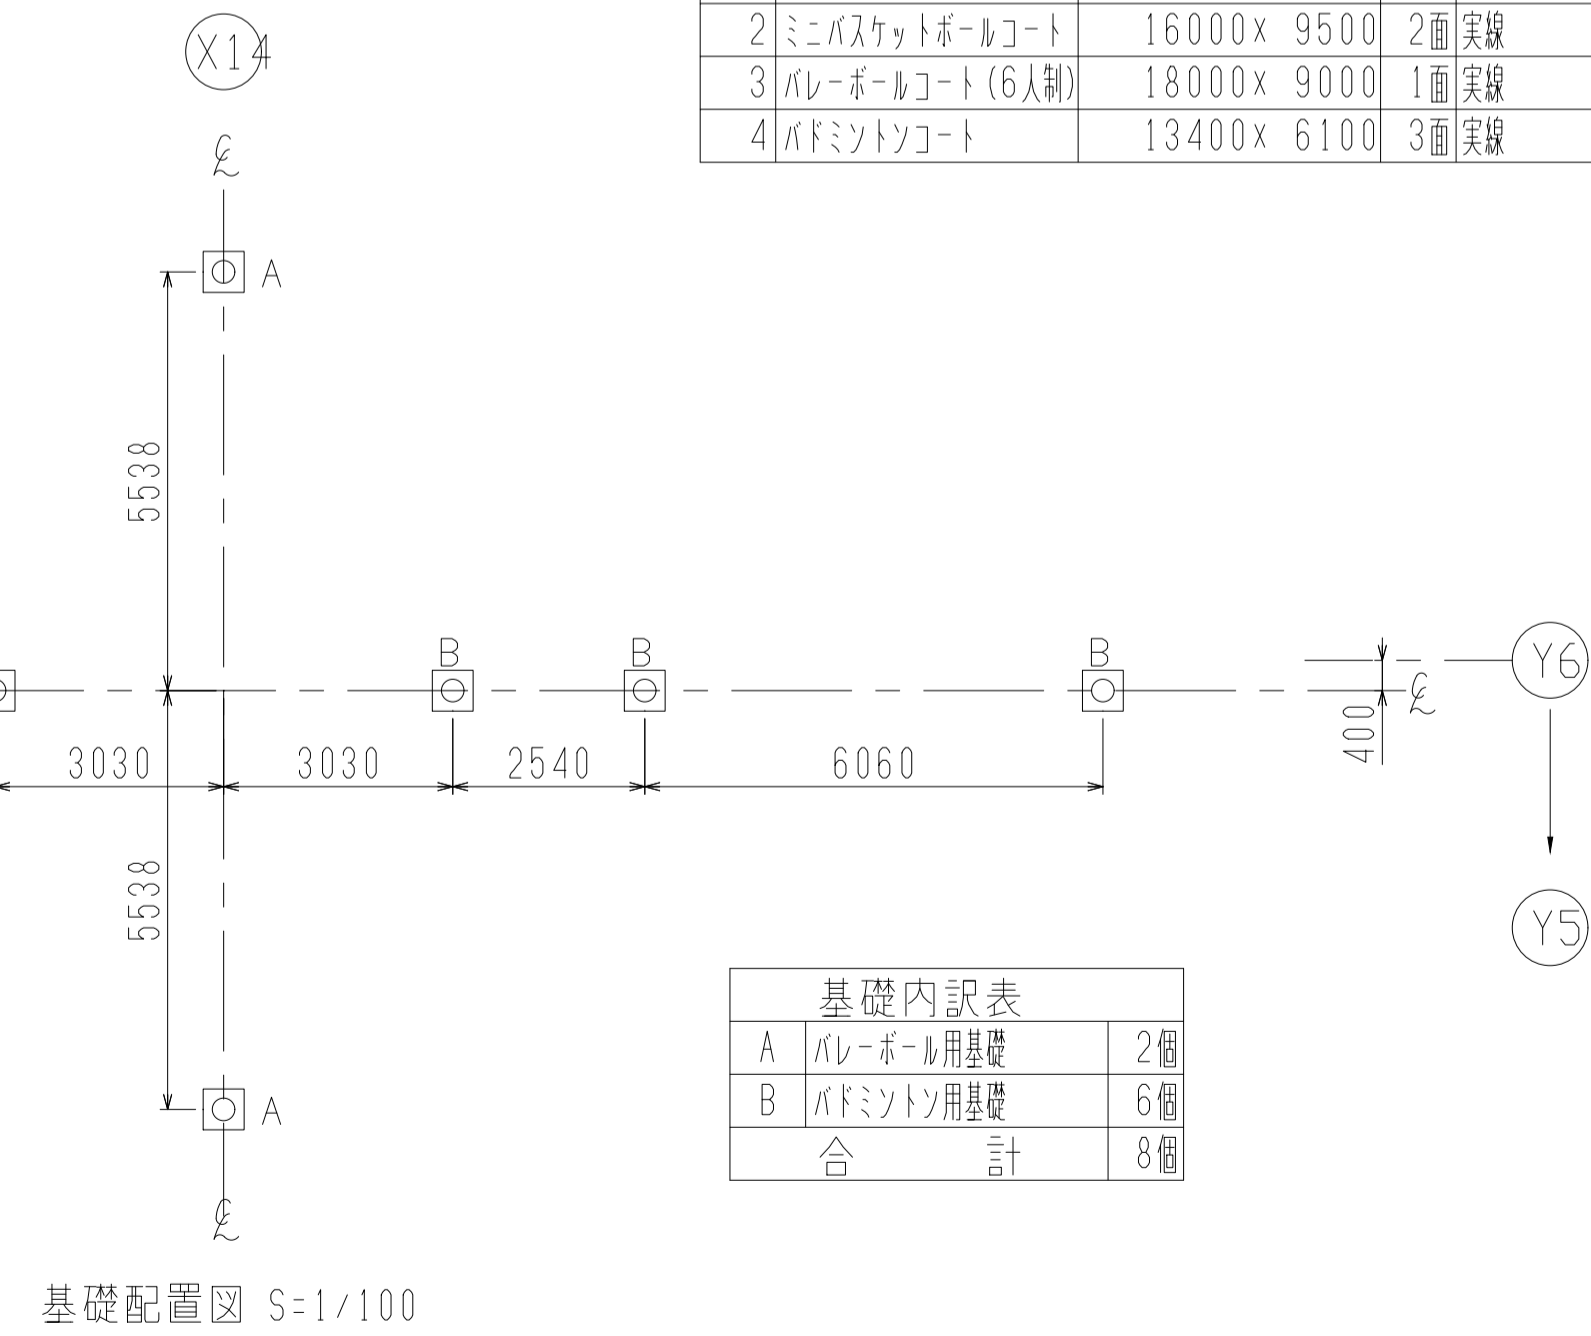 2 ミニバスケットボールコート 16000× 9500 2面 実線
3 バレーボールコート(6人制) 18000× 9000 1面 実線
4 バドミントンコート 13400× 6100 3面 実線
X14
℄
A
5538
B B B
Y6
℄
400
3030 3030 2540 6060
5538
Y5
基礎内訳表
A バレーボール用基礎 2個
B バドミントン用基礎 6個
合計 8個
A
℄
基礎配置図 S=1/100